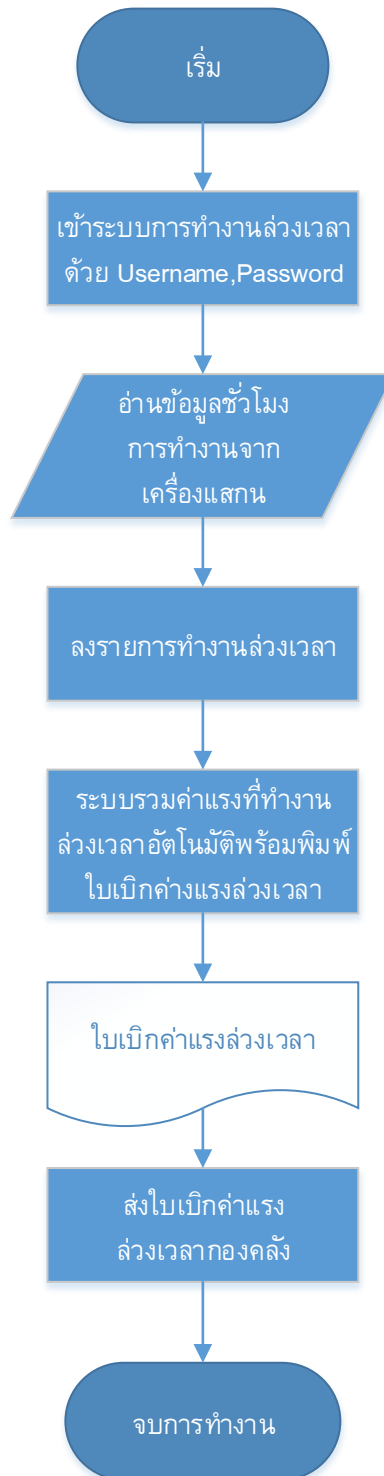 เริ่ม
เข้าระบบการทำงานล่วงเวลา
ด้วย Username,Password
อ่านข้อมูลชั่วโมง
การทำงานจาก
เครื่องแสกน
ลงรายการทำงานล่วงเวลา
ระบบรวมค่าแรงที่ทำงาน
ล่วงเวลาอัตโนมัติพร้อมพิมพ์
ใบเบิกค่างแรงล่วงเวลา
ใบเบิกค่าแรงล่วงเวลา
ส่งใบเบิกค่าแรง
ล่วงเวลากองคลัง
จบการทำงาน